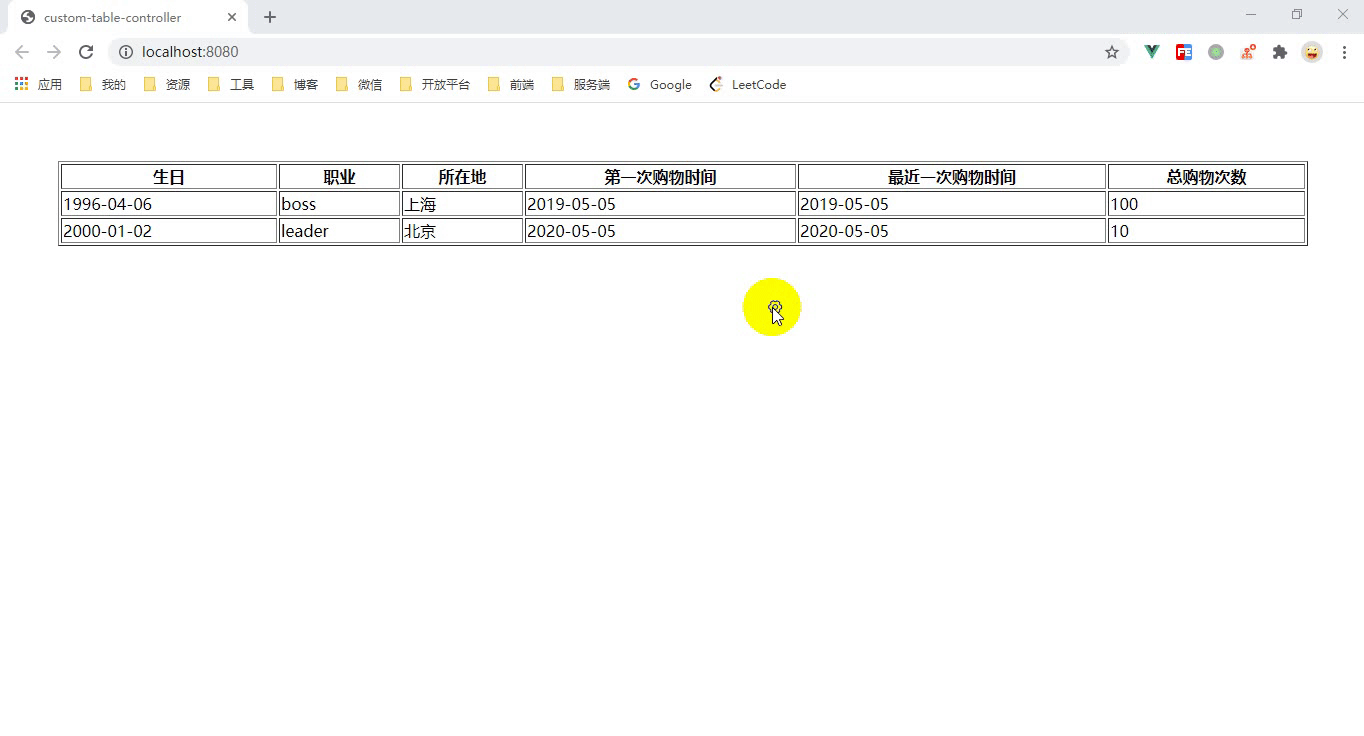 custom-table-controller
localhost:8080
应用 我的 资源 工具 博客 微信 开放平台 前端 服务端 Google LeetCode
生日 职业 所在地 第一次购物时间 最近一次购物时间 总购物次数
1996-04-06 boss 上海 2019-05-05 2019-05-05 100
2000-01-02 leader 北京 2020-05-05 2020-05-05 10